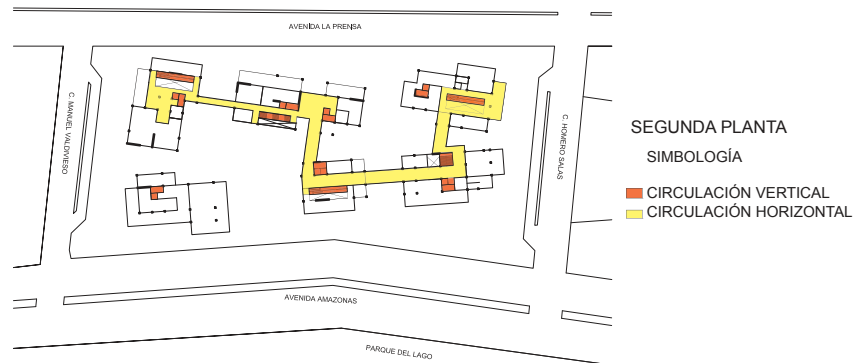 AVENIDA LA PRENSA
C. MANUEL VALDIVIESO
C. HOMERO SALAS
SEGUNDA PLANTA
SIMBOLOGÍA
CIRCULACIÓN VERTICAL
CIRCULACIÓN HORIZONTAL
AVENIDA AMAZONAS
PARQUE DEL LAGO